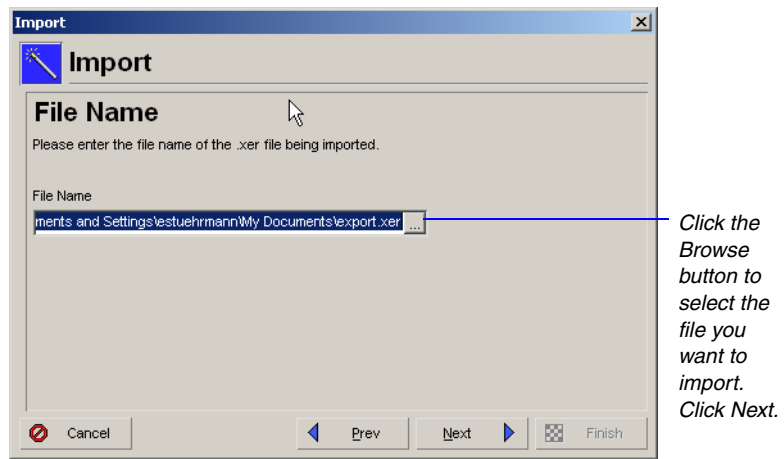 Import
Import
File Name
Please enter the file name of the .xer file being imported.
File Name
ments and Settings\estuehrmann\My Documents\export.xer ...
Click the
Browse
button to
select the
file you
want to
import.
Click Next.
Cancel Prev Next Finish